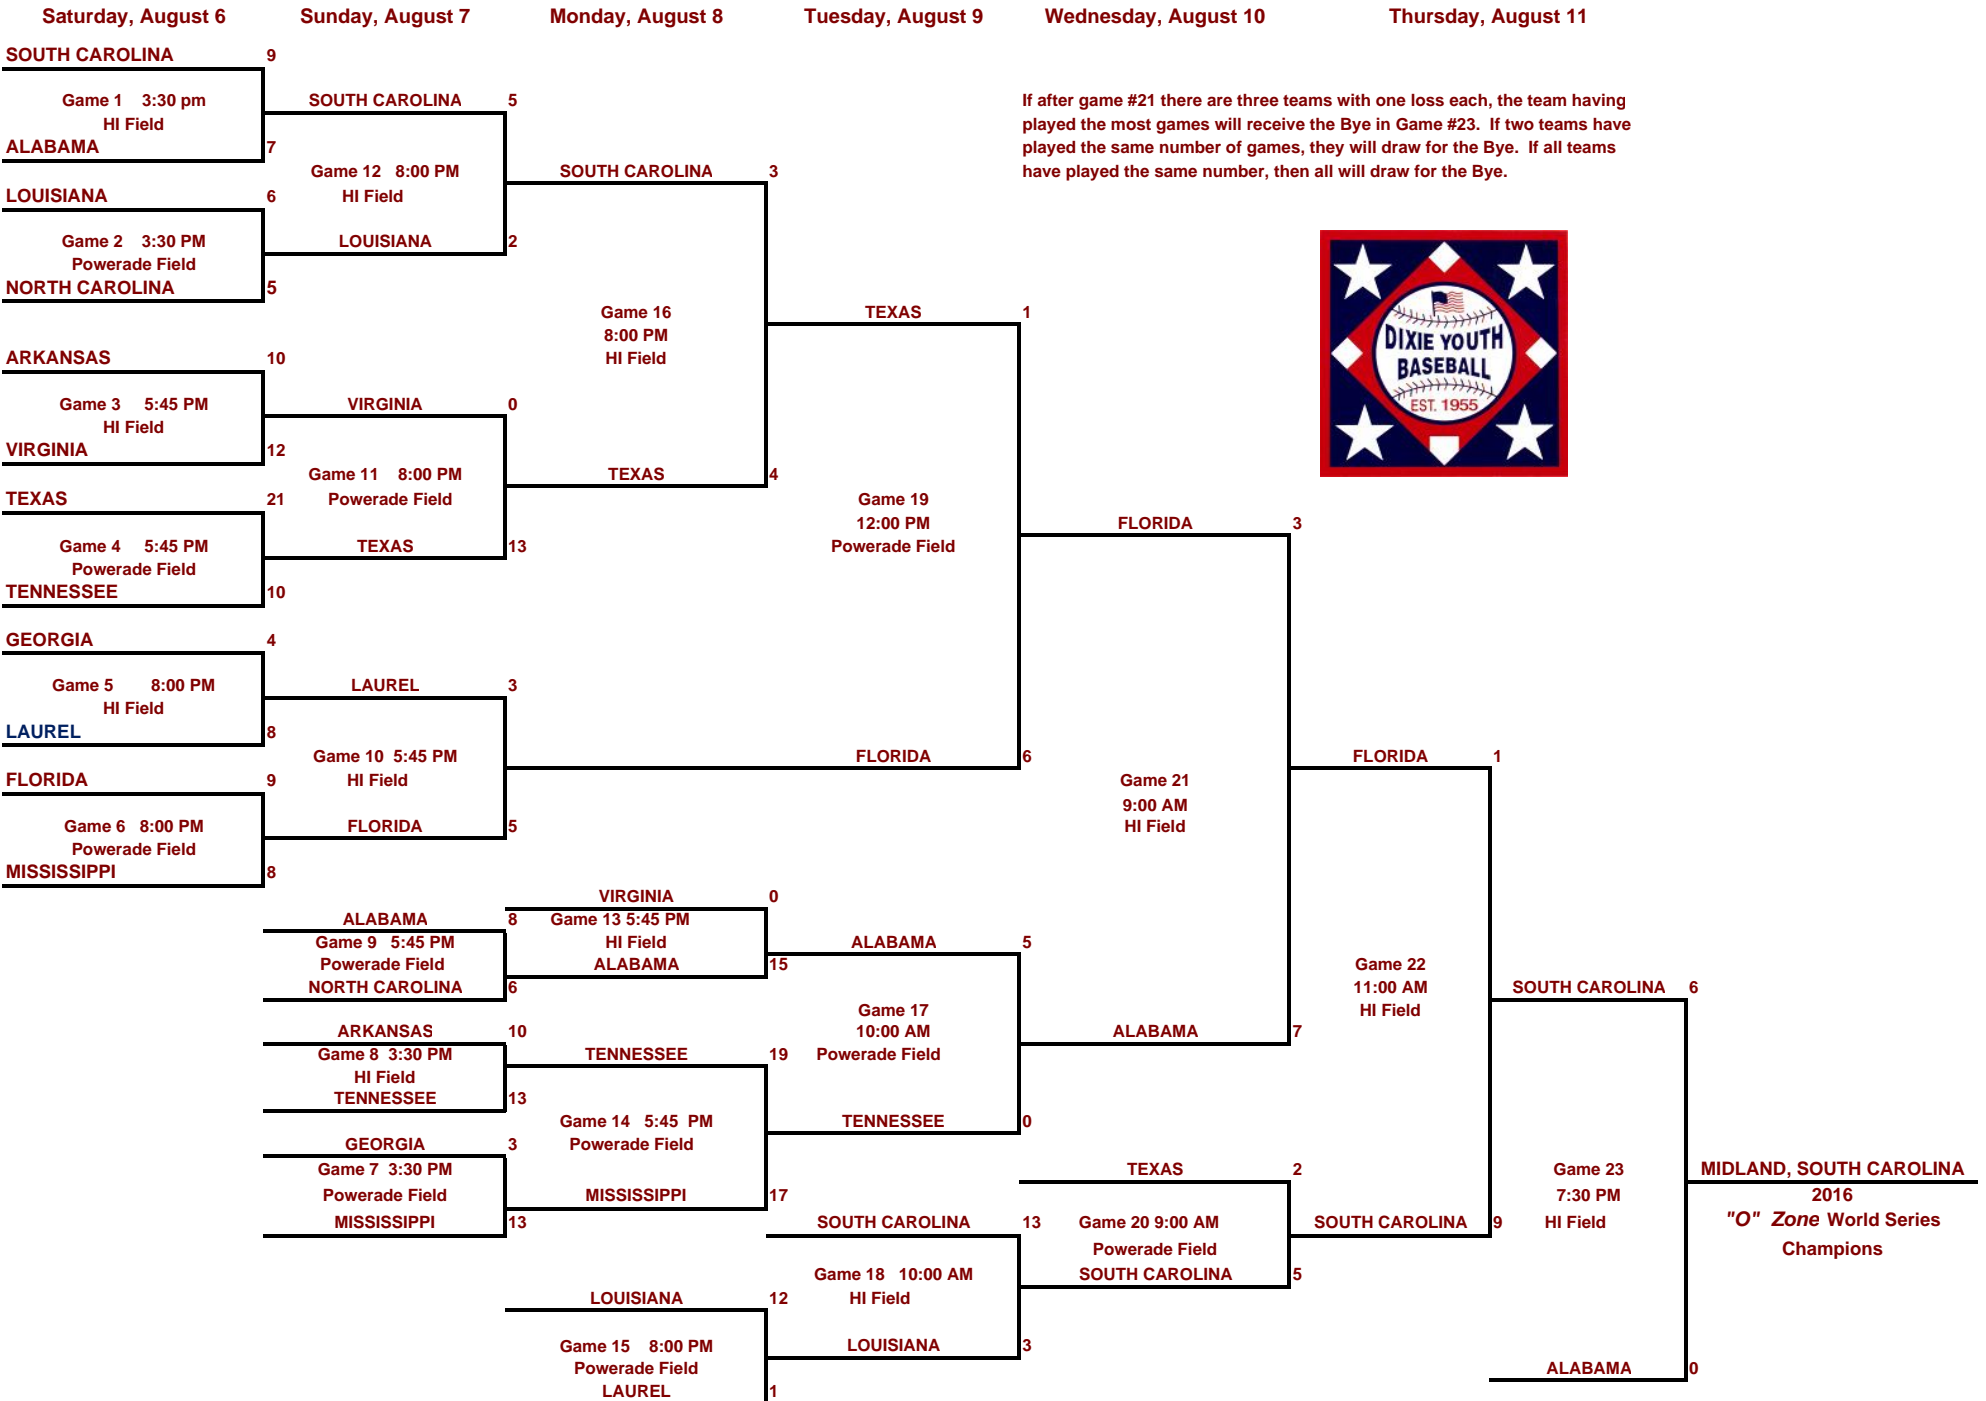 Saturday, August 6
Sunday, August 7
Monday, August 8
Tuesday, August 9
Wednesday, August 10
Thursday, August 11
SOUTH CAROLINA 9
Game 1 3:30 pm
HI Field
ALABAMA 7
LOUISIANA 6
Game 2 3:30 PM
Powerade Field
NORTH CAROLINA 5
ARKANSAS 10
Game 3 5:45 PM
HI Field
VIRGINIA 12
TEXAS 21
Game 4 5:45 PM
Powerade Field
TENNESSEE 10
GEORGIA 4
Game 5 8:00 PM
HI Field
LAUREL 8
FLORIDA 9
Game 6 8:00 PM
Powerade Field
MISSISSIPPI 8
SOUTH CAROLINA 5
Game 12 8:00 PM
HI Field
LOUISIANA 2
VIRGINIA 0
Game 11 8:00 PM
Powerade Field
TEXAS 13
LAUREL 3
Game 10 5:45 PM
HI Field
FLORIDA 5
ALABAMA 8
Game 9 5:45 PM
Powerade Field
NORTH CAROLINA 6
ARKANSAS 10
Game 8 3:30 PM
HI Field
TENNESSEE 13
GEORGIA 3
Game 7 3:30 PM
Powerade Field
MISSISSIPPI 13
SOUTH CAROLINA 3
Game 16
8:00 PM
HI Field
TEXAS 4
VIRGINIA 0
Game 13 5:45 PM
HI Field
ALABAMA 15
TENNESSEE 19
Game 14 5:45 PM
Powerade Field
MISSISSIPPI 17
LOUISIANA 12
Game 15 8:00 PM
Powerade Field
LAUREL 1
TEXAS 1
Game 19
12:00 PM
Powerade Field
FLORIDA 6
ALABAMA 5
Game 17
10:00 AM
Powerade Field
TENNESSEE 0
SOUTH CAROLINA 13
Game 18 10:00 AM
HI Field
LOUISIANA 3
If after game #21 there are three teams with one loss each, the team having
played the most games will receive the Bye in Game #23. If two teams have
played the same number of games, they will draw for the Bye. If all teams
have played the same number, then all will draw for the Bye.
DIXIE YOUTH
BASEBALL
EST. 1955
FLORIDA 3
Game 21
9:00 AM
HI Field
ALABAMA 7
TEXAS 2
Game 20 9:00 AM
Powerade Field
SOUTH CAROLINA 5
FLORIDA 1
Game 22
11:00 AM
HI Field
SOUTH CAROLINA 9
SOUTH CAROLINA 6
Game 23
7:30 PM
HI Field
ALABAMA 0
MIDLAND, SOUTH CAROLINA
2016
"O" Zone World Series
Champions